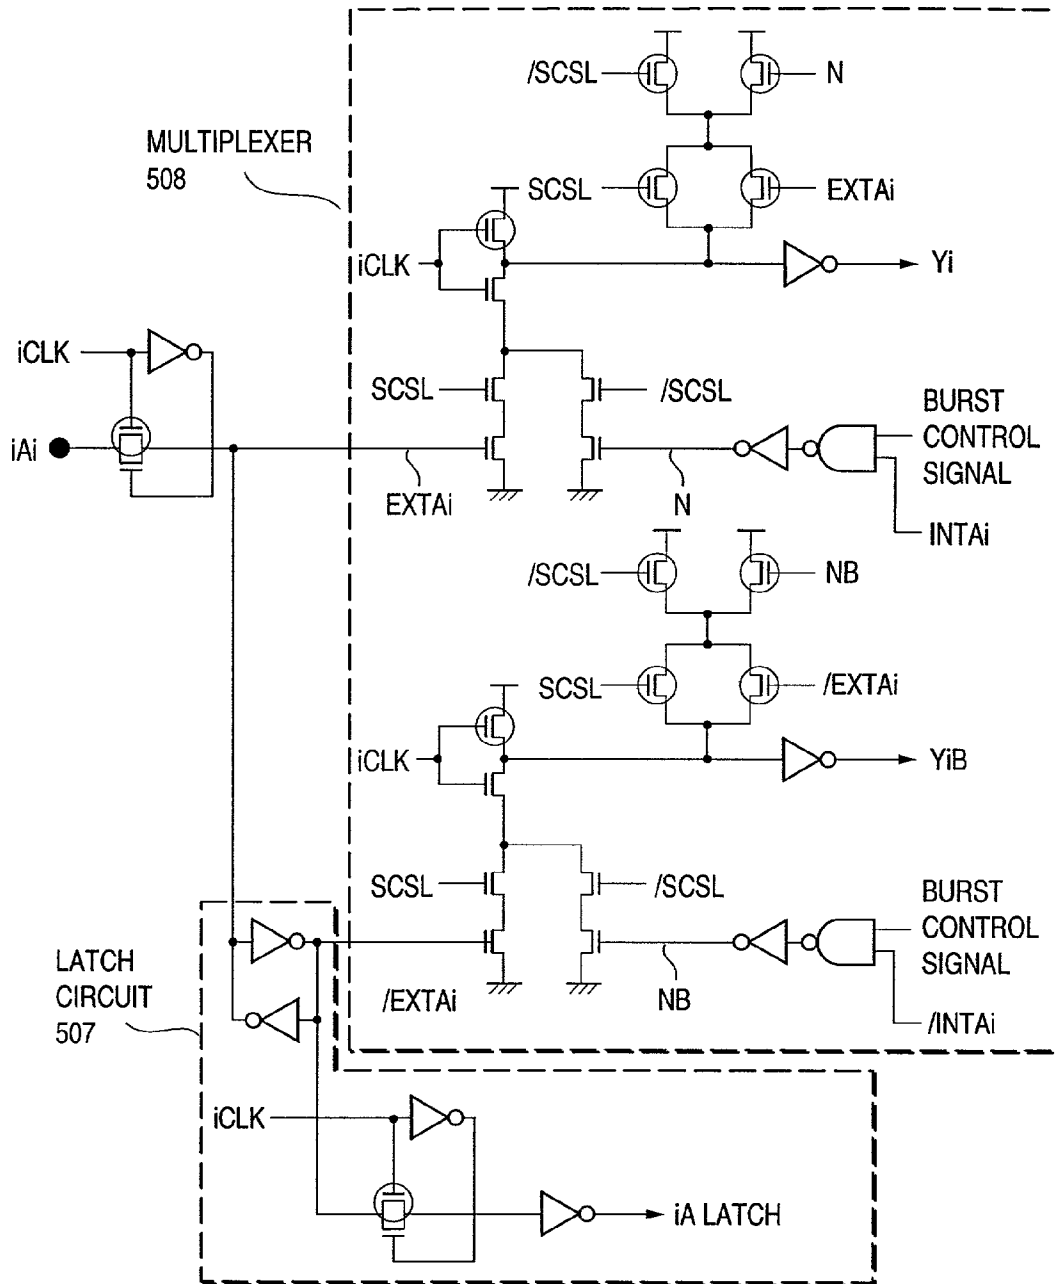 /SCSL
N
MULTIPLEXER
508
SCSL
EXTAi
iCLK
Yi
iCLK
SCSL
/SCSL
BURST
CONTROL
SIGNAL
iAi
EXTAi
N
INTAi
/SCSL
NB
SCSL
/EXTAi
iCLK
YiB
SCSL
/SCSL
BURST
CONTROL
SIGNAL
LATCH
CIRCUIT
507
/EXTAi
NB
/INTAi
iCLK
iA LATCH